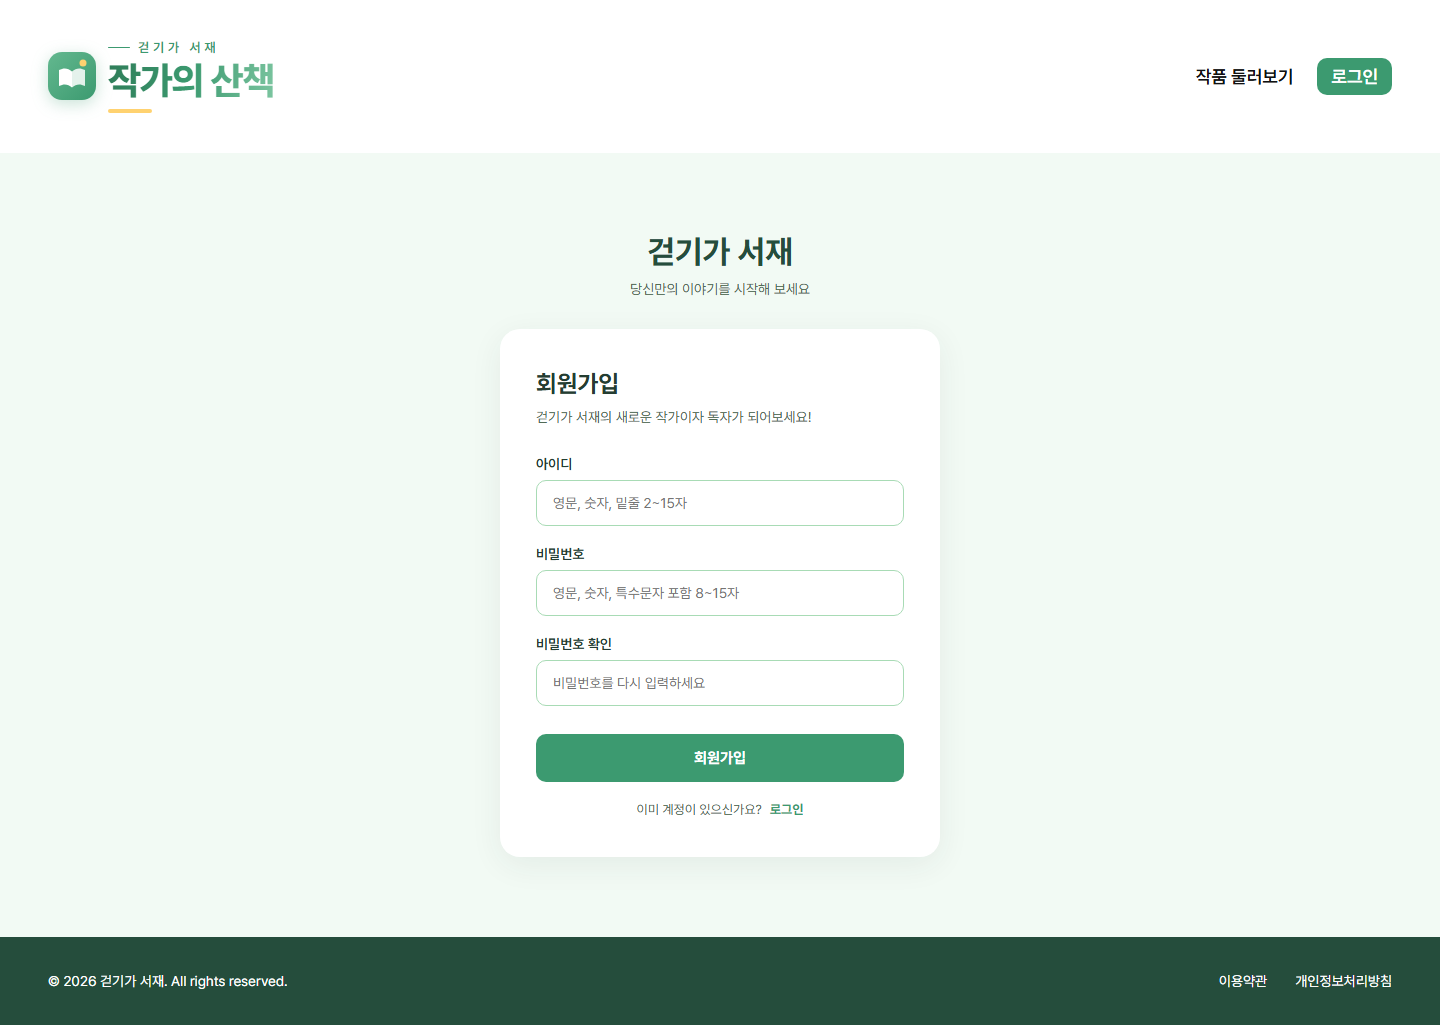 걷기가 서재
작가의 산책
작품 둘러보기
로그인
걷기가 서재
당신만의 이야기를 시작해 보세요
회원가입
걷기가 서재의 새로운 작가이자 독자가 되어보세요!
아이디
영문, 숫자, 밑줄 2~15자
비밀번호
영문, 숫자, 특수문자 포함 8~15자
비밀번호 확인
비밀번호를 다시 입력하세요
회원가입
이미 계정이 있으신가요? 로그인
© 2026 걷기가 서재. All rights reserved.
이용약관
개인정보처리방침